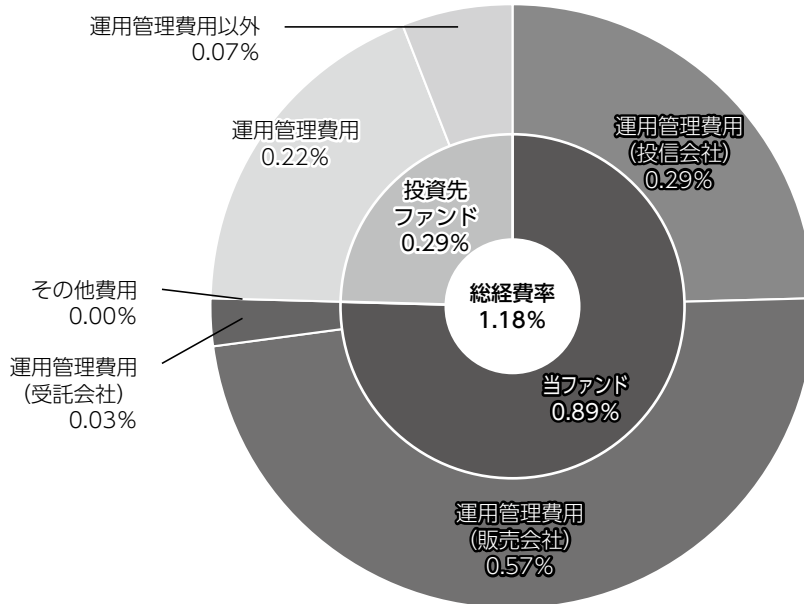 運用管理費用以外
0.07%
運用管理費用
0.22%
運用管理費用
(投信会社)
0.29%
投資先
ファンド
0.29%
総経費率
1.18%
その他費用
0.00%
運用管理費用
(受託会社)
0.03%
当ファンド
0.89%
運用管理費用
(販売会社)
0.57%